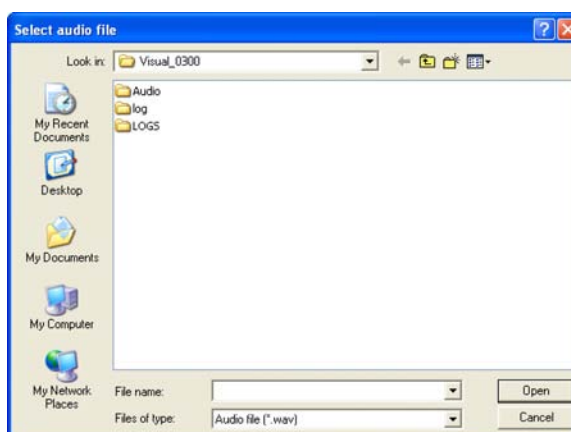 Select audio file
Look in: Visual_0300
Audio
log
LOGS
My Recent
Documents
Desktop
My Documents
My Computer
My Network
Places
File name:
Open
Files of type: Audio file (*.wav)
Cancel